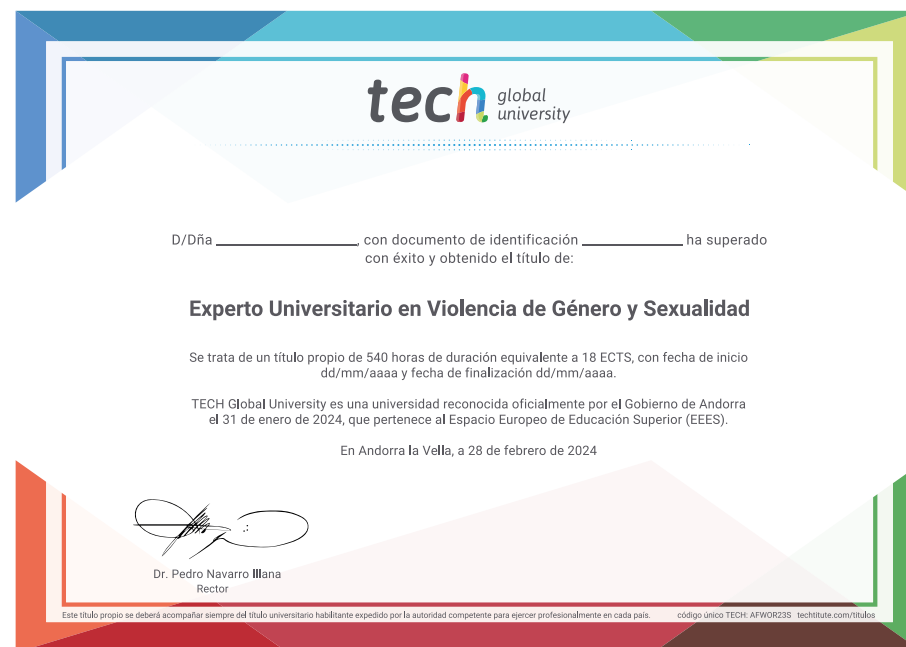 tech global
university
D/Dña ____________________, con documento de identificación ______________ ha superado
con éxito y obtenido el título de:
Experto Universitario en Violencia de Género y Sexualidad
Se trata de un título propio de 540 horas de duración equivalente a 18 ECTS, con fecha de inicio
dd/mm/aaaa y fecha de finalización dd/mm/aaaa.
TECH Global University es una universidad reconocida oficialmente por el Gobierno de Andorra
el 31 de enero de 2024, que pertenece al Espacio Europeo de Educación Superior (EEES).
En Andorra la Vella, a 28 de febrero de 2024
Dr. Pedro Navarro Illana
Rector
Este título propio se deberá acompañar siempre del título universitario habilitante expedido por la autoridad competente para ejercer profesionalmente en cada país. código único TECH: AFWOR23S techtitute.com/titulos